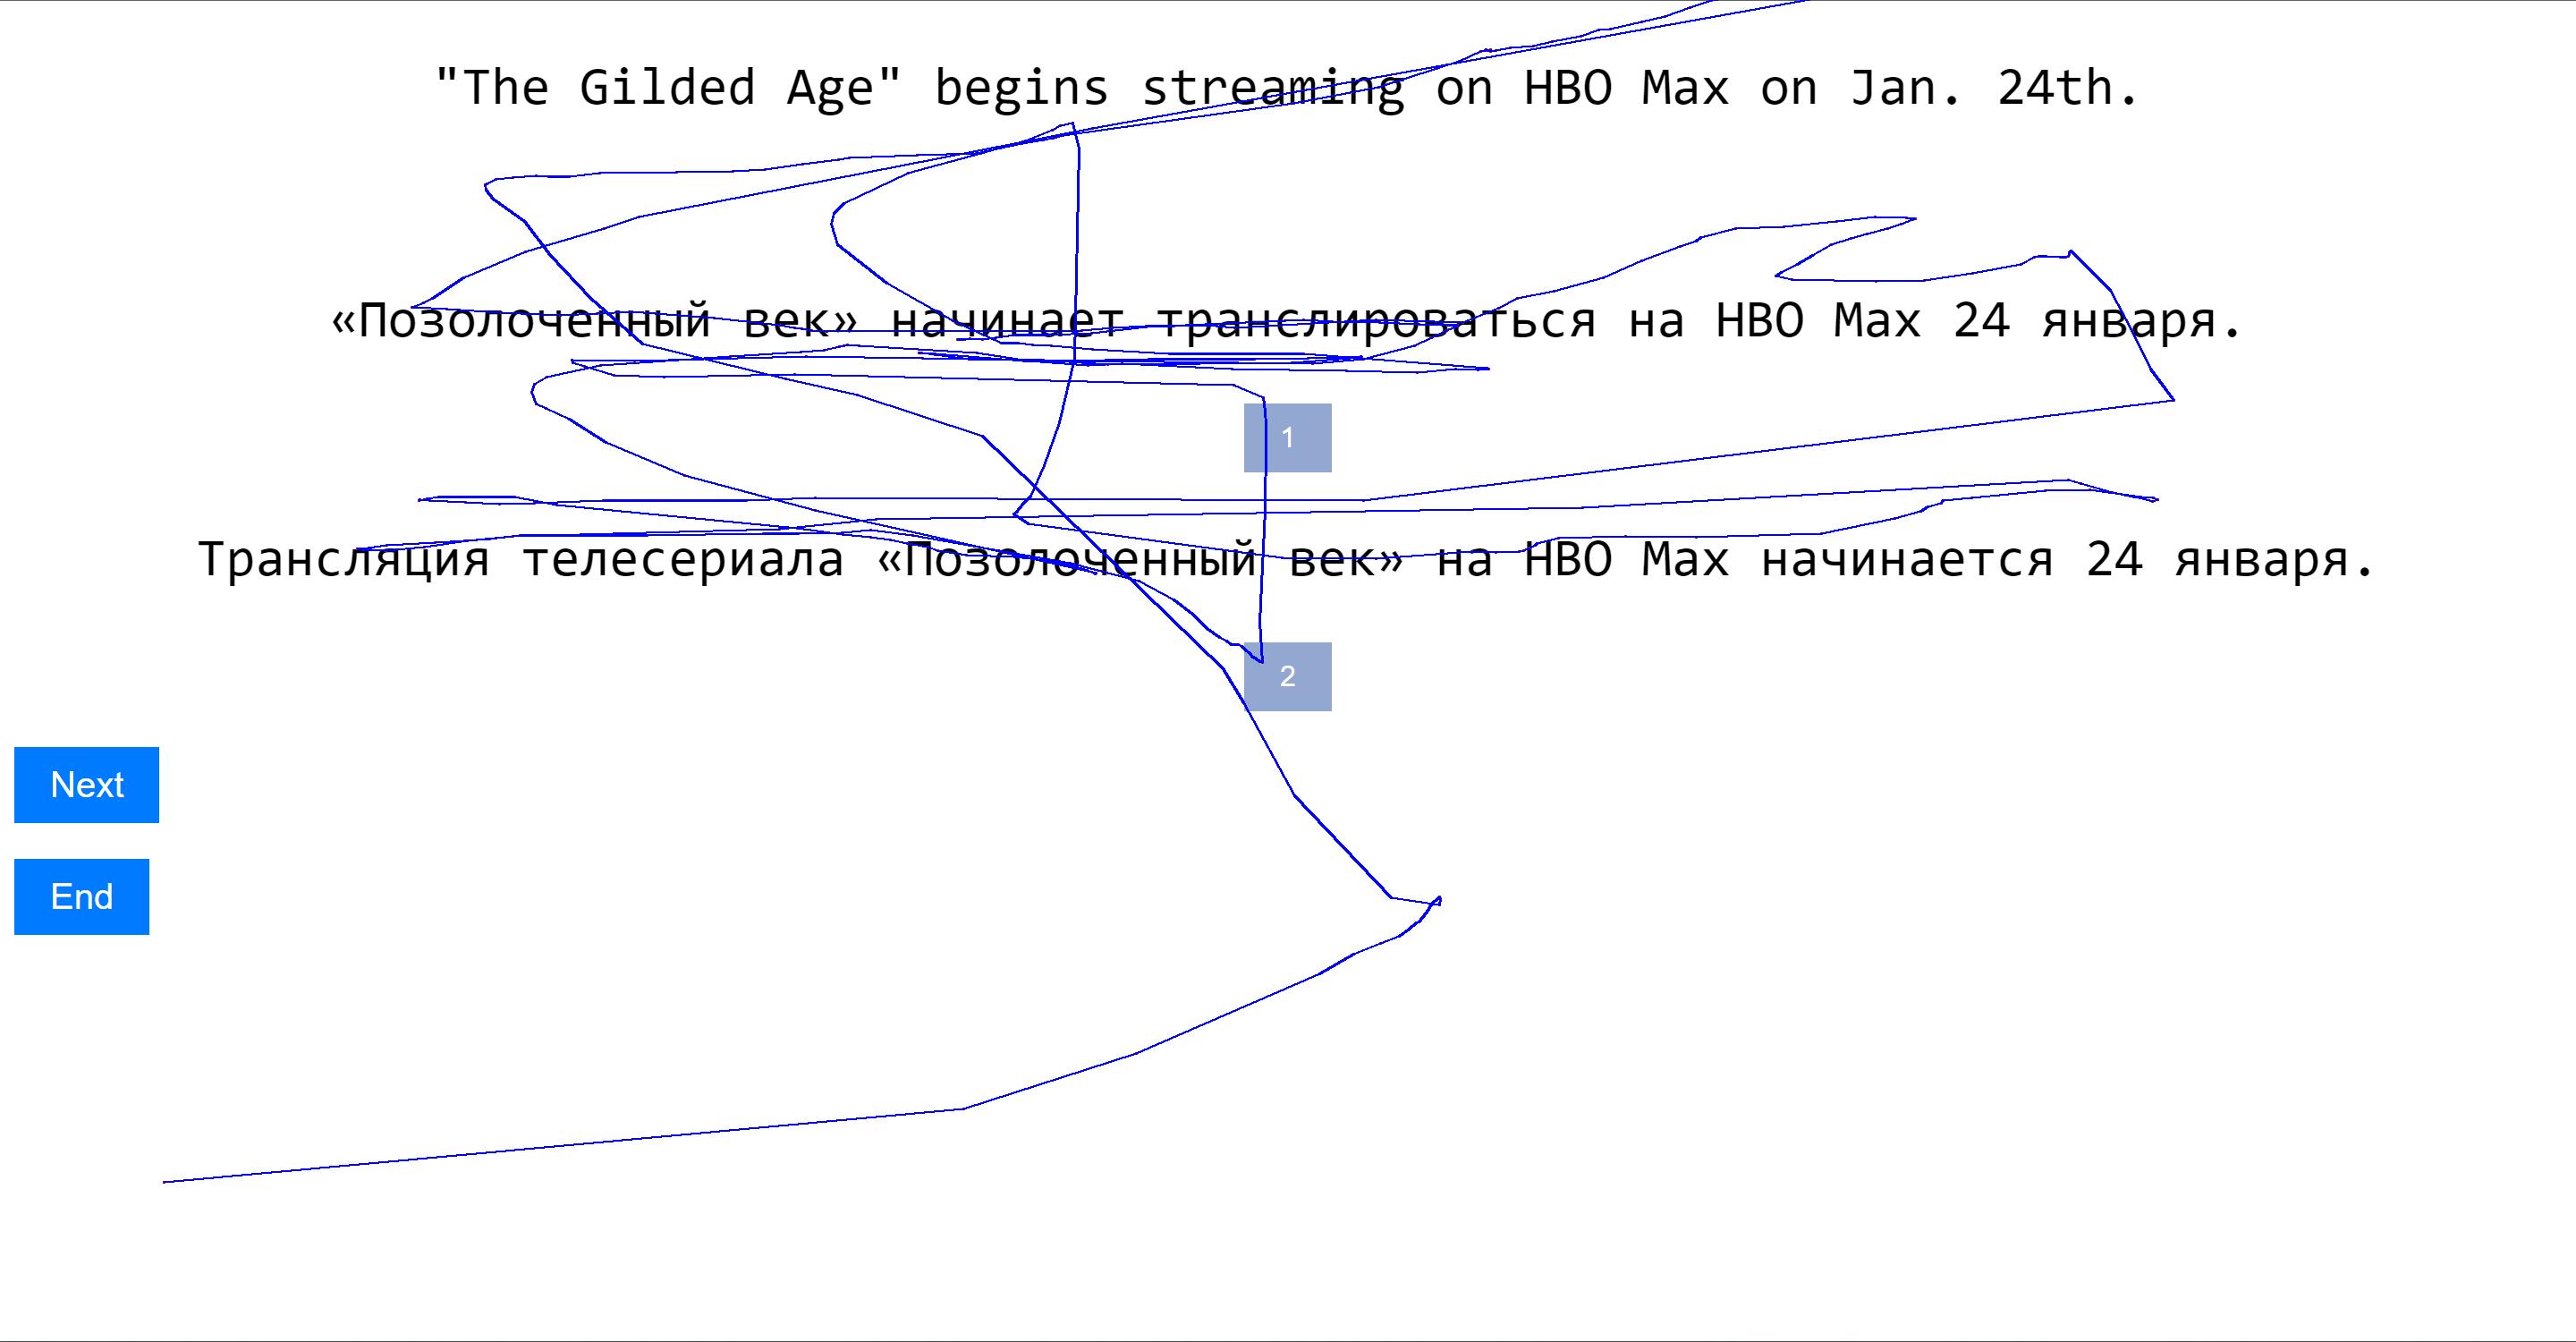 "The Gilded Age" begins streaming on HBO Max on Jan. 24th.
«Позолоченный век» начинает транслироваться на HBO Max 24 января.
1
Трансляция телесериала «Позолоченный век» на HBO Max начинается 24 января.
2
Next
End